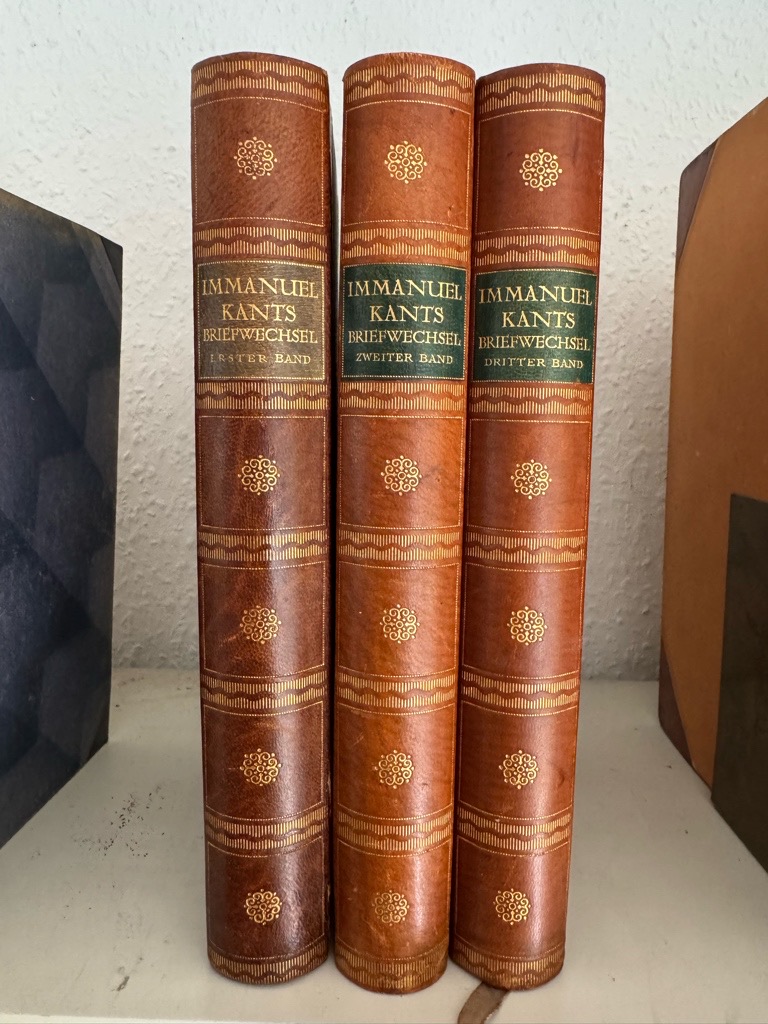 IMMANUEL
KANTS
BRIEFWECHSEL
ERSTER BAND
IMMANUEL
KANTS
BRIEFWECHSEL
ZWEITER BAND
IMMANUEL
KANTS
BRIEFWECHSEL
DRITTER BAND